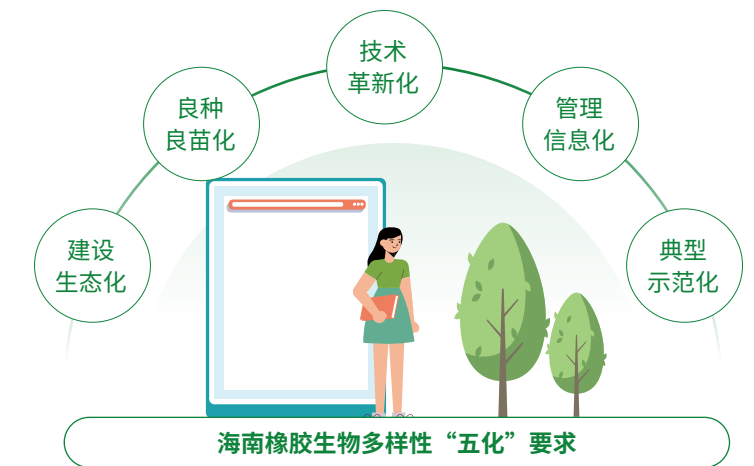 建设
生态化
良种
良苗化
技术
革新化
管理
信息化
典型
示范化
海南橡胶生物多样性“五化”要求